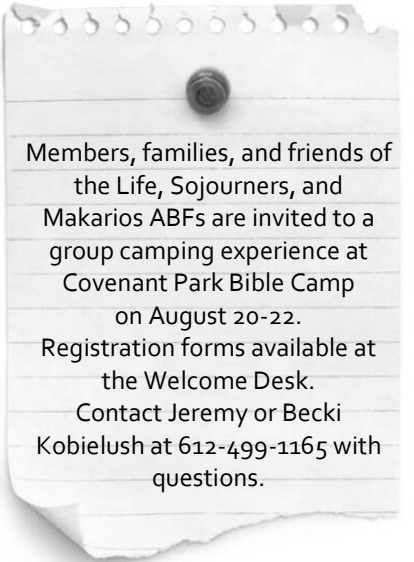 Members, families, and friends of
the Life, Sojourners, and
Makarios ABFs are invited to a
group camping experience at
Covenant Park Bible Camp
on August 20-22.
Registration forms available at
the Welcome Desk.
Contact Jeremy or Becki
Kobielush at 612-499-1165 with
questions.